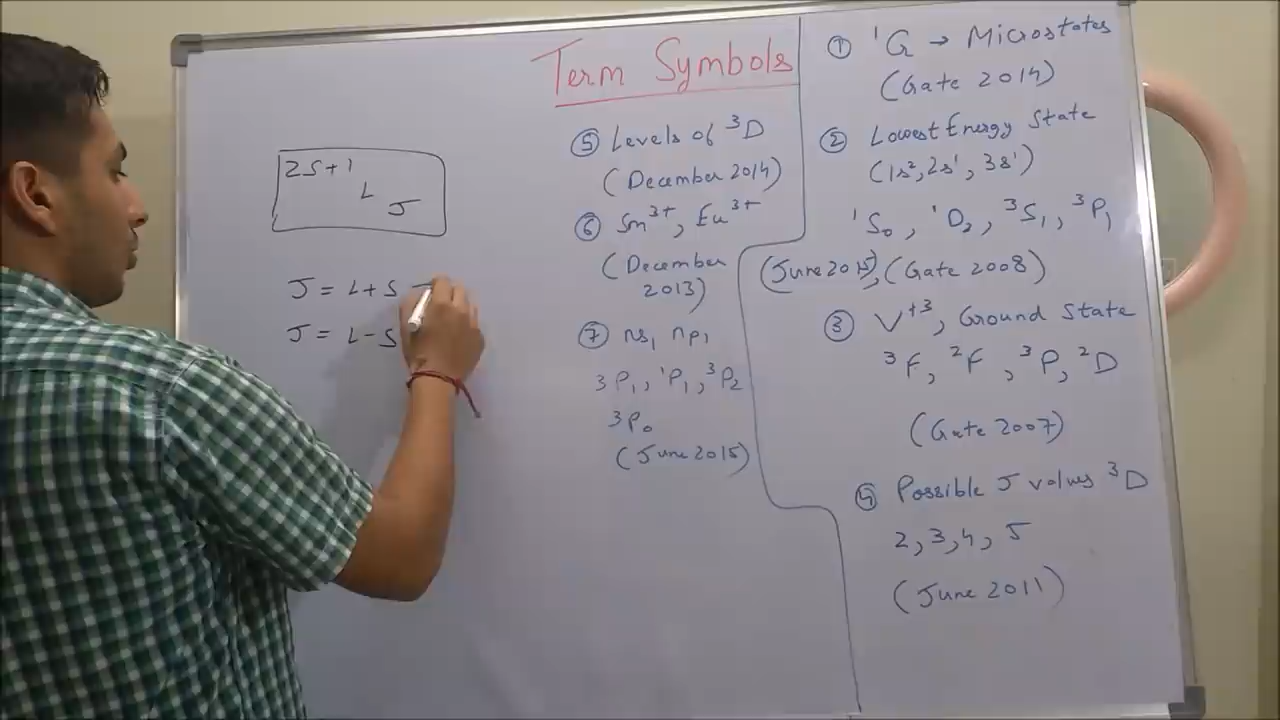 Term Symbols
2S+1
L
J
J = L+S
J = L-S
⑤ Levels of ³D
(December 2014)
⑥ Sm³⁺, Eu³⁺
(December
2013)
⑦ ns₁ np₁
³P₁, ¹P₁, ³P₂
³P₀
(June 2015)
① ¹G → Microstates
(Gate 2014)
② Lowest Energy State
(1s², 2s¹, 3s¹)
¹S₀, ¹D₂, ³S₁, ³P₁
(June 201 ), (Gate 2008)
③ V⁺³, Ground State
³F, ²F, ³P, ²D
(Gate 2007)
④ Possible J values ³D
2, 3, 4, 5
(June 2011)